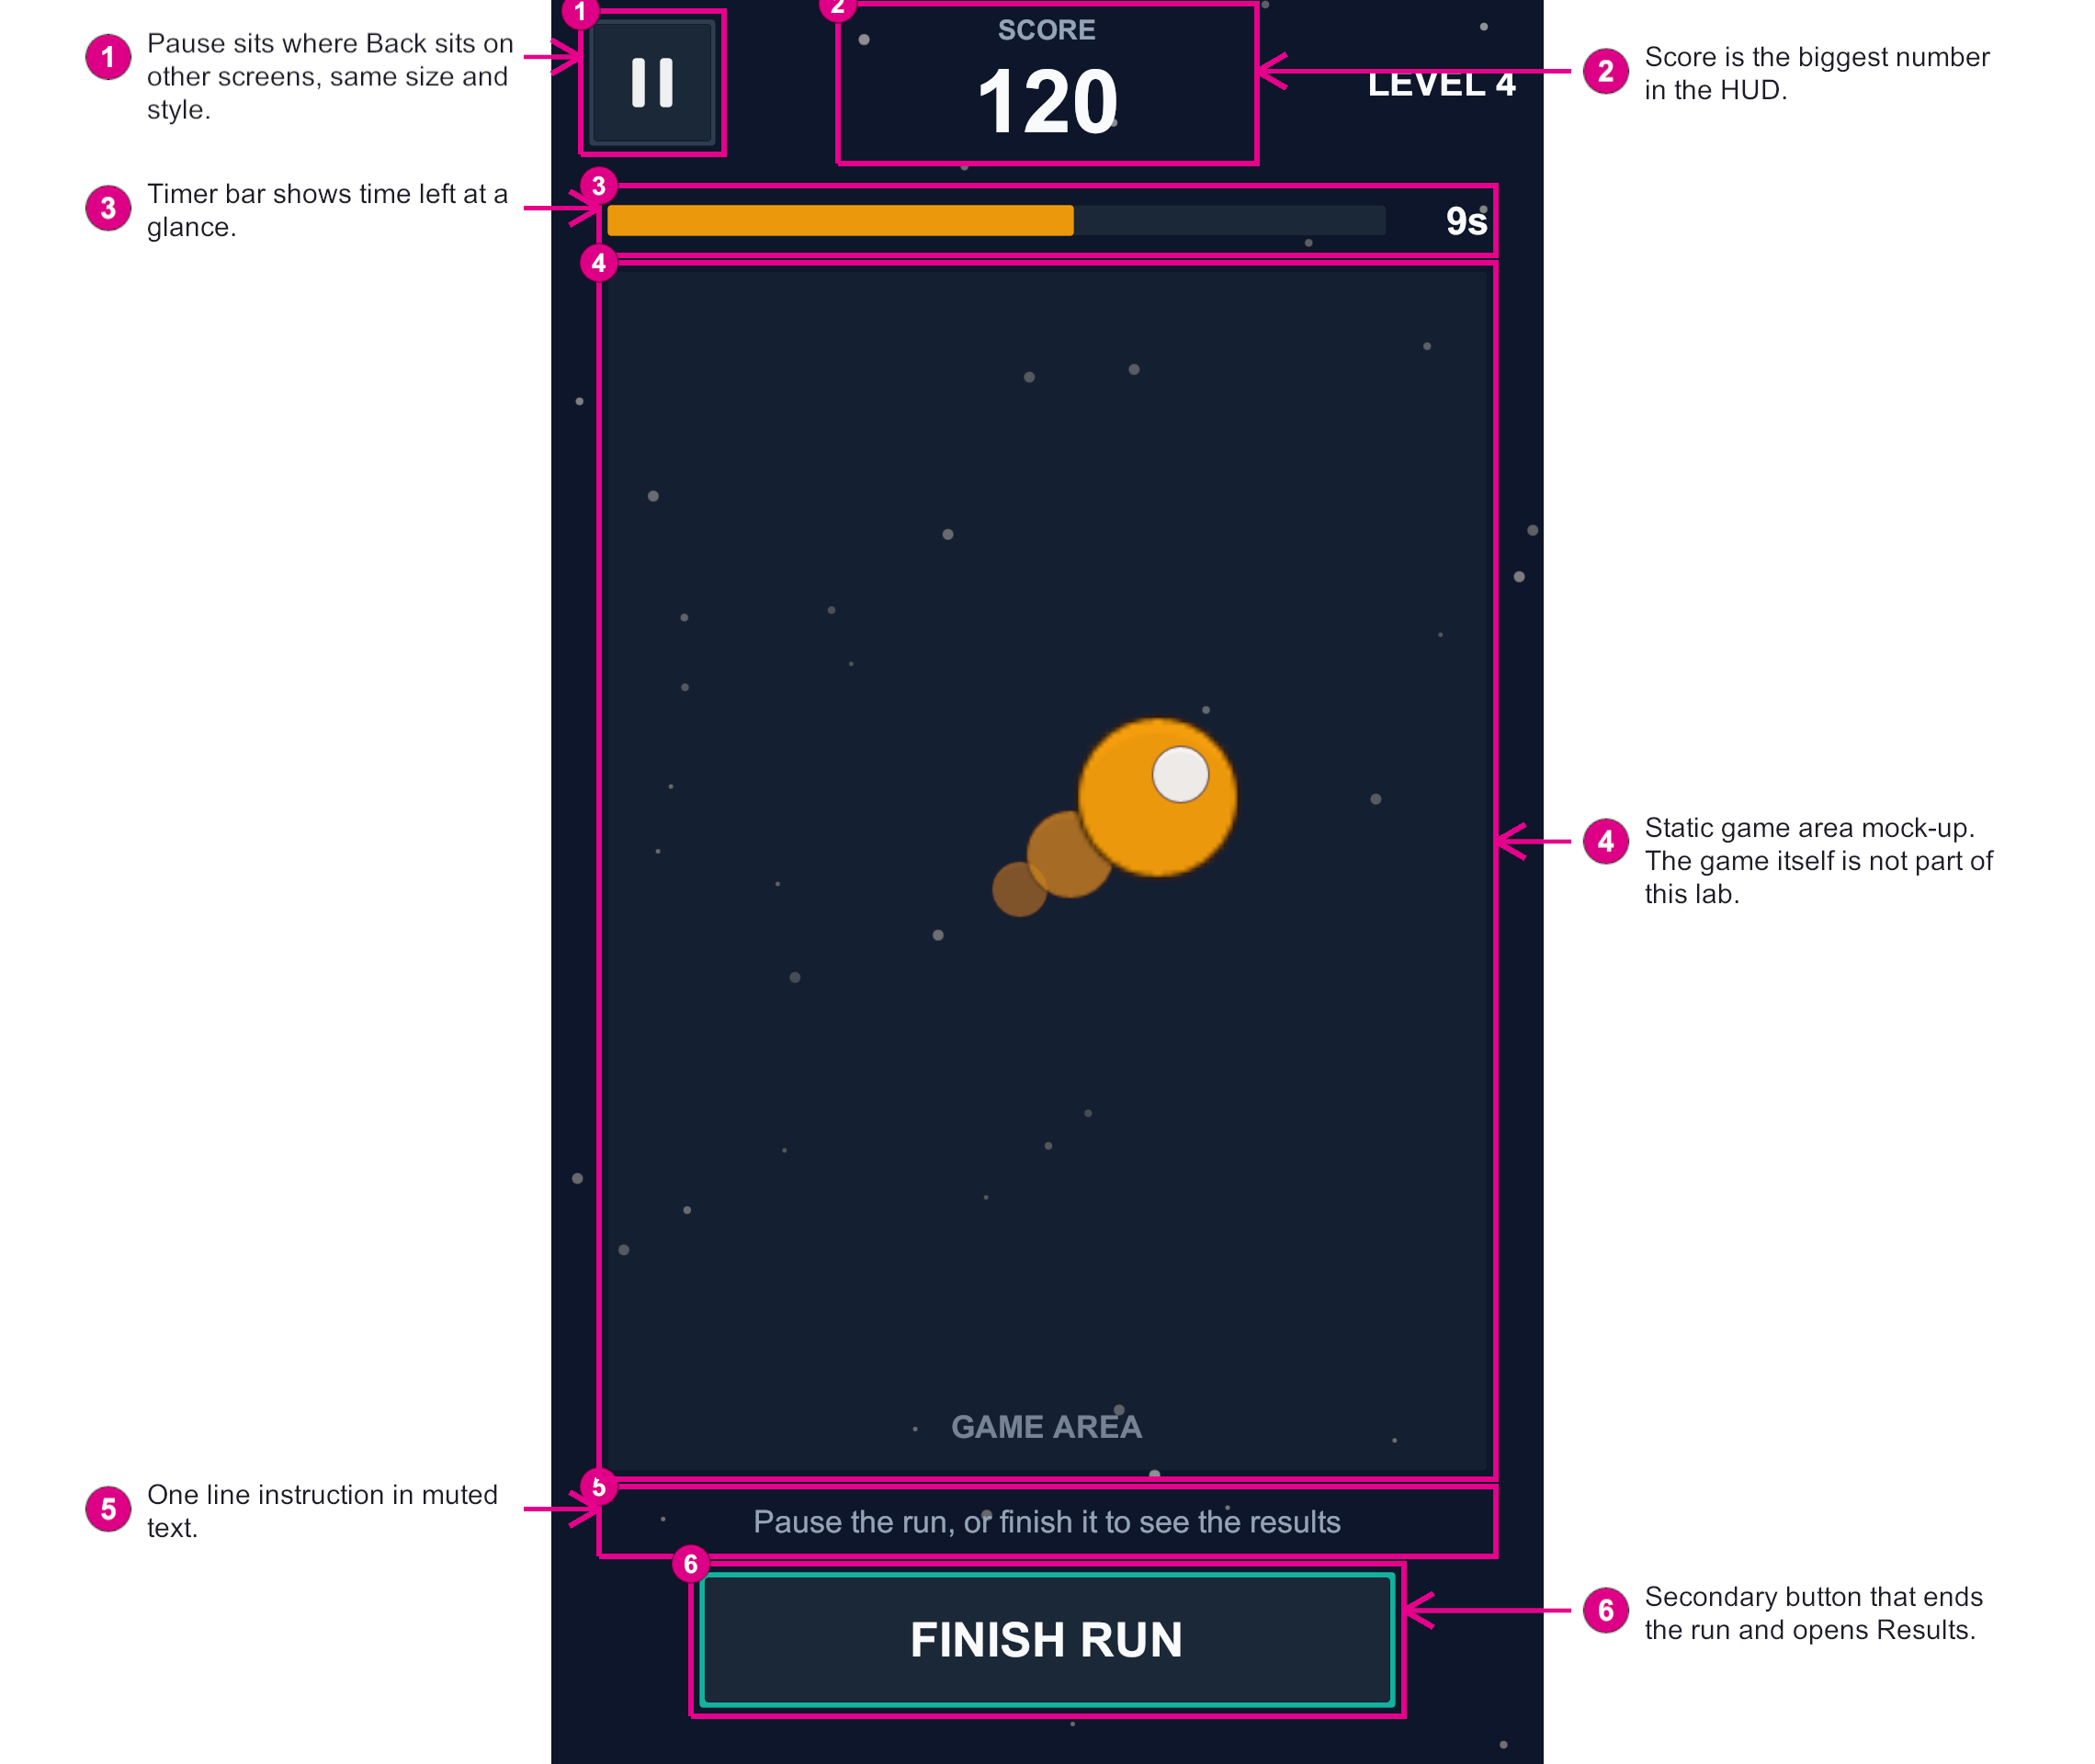 1
Pause sits where Back sits on
other screens, same size and
style.
1
2
SCORE
120
LEVEL 4
2
Score is the biggest number
in the HUD.
3
Timer bar shows time left at a
glance.
3
9s
4
4
Static game area mock-up.
The game itself is not part of
this lab.
GAME AREA
5
One line instruction in muted
text.
5
Pause the run, or finish it to see the results
6
FINISH RUN
6
Secondary button that ends
the run and opens Results.